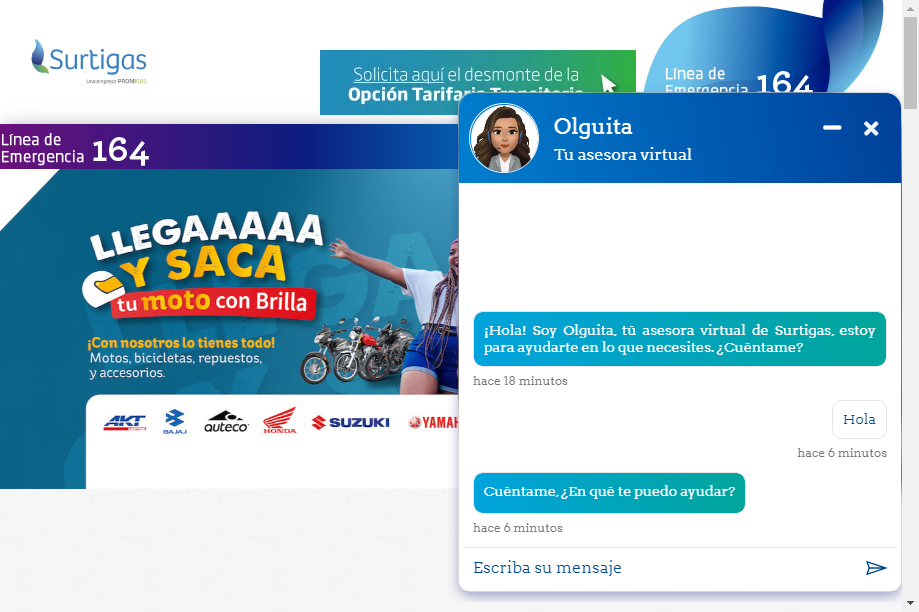 Surtigas
Una empresa PROMIGAS
Solicita aquí el desmonte de la
Opción Tarifaria Transitoria
Línea de
Emergencia 164
Línea de
Emergencia 164
LLEGAAAAA
Y SACA
tu moto con Brilla
¡Con nosotros lo tienes todo!
Motos, bicicletas, repuestos,
y accesorios.
AKT
MOTOS
BAJAJ
auteco
HONDA
SUZUKI
YAMAH
Olguita
Tu asesora virtual
¡Hola! Soy Olguita, tú asesora virtual de Surtigas, estoy
para ayudarte en lo que necesites. ¿Cuéntame?
hace 18 minutos
Hola
hace 6 minutos
Cuéntame, ¿En qué te puedo ayudar?
hace 6 minutos
Escriba su mensaje